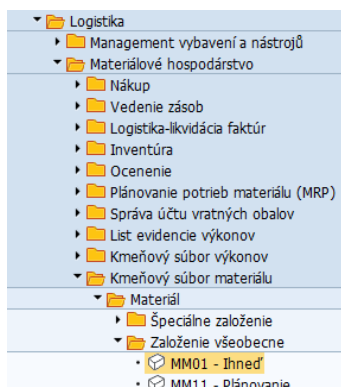 Logistika
Management vybavení a nástrojů
Materiálové hospodárstvo
Nákup
Vedenie zásob
Logistika-likvidácia faktúr
Inventúra
Ocenenie
Plánovanie potrieb materiálu (MRP)
Správa účtu vratných obalov
List evidencie výkonov
Kmeňový súbor výkonov
Kmeňový súbor materiálu
Materiál
Špeciálne založenie
Založenie všeobecne
MM01 - Ihneď
MM11 - Plánovanie